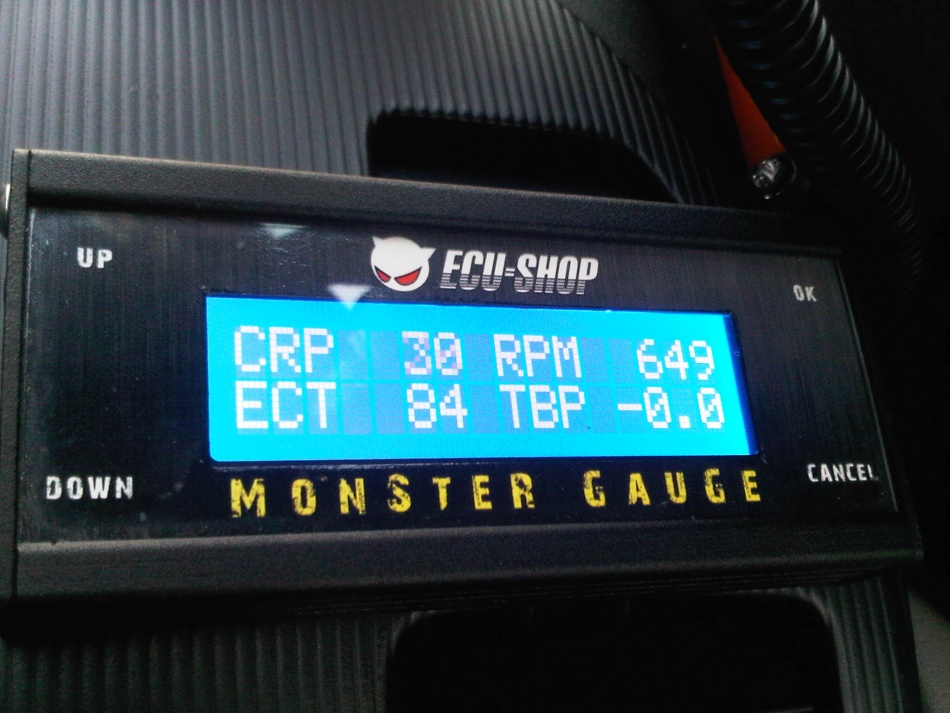 UP
ECU-SHOP
OK
CRP 30 RPM 649
ECT 84 TBP -0.0
DOWN
CANCEL
MONSTER GAUGE